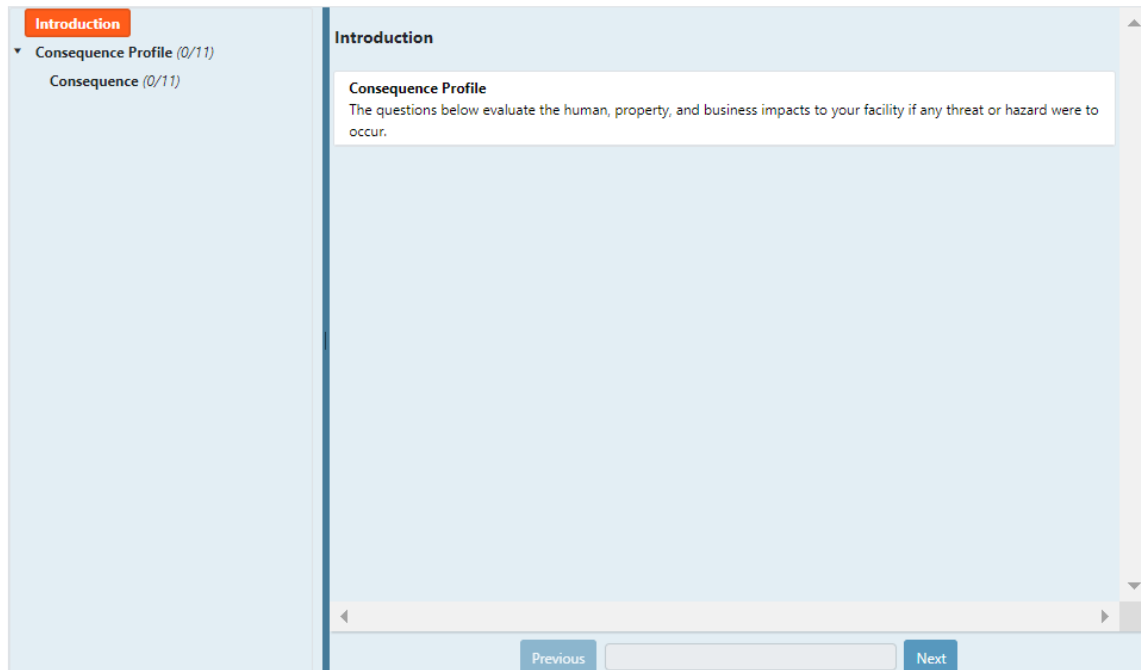 Introduction
Consequence Profile (0/11)
Consequence (0/11)
Introduction
Consequence Profile
The questions below evaluate the human, property, and business impacts to your facility if any threat or hazard were to
occur.
Previous
Next